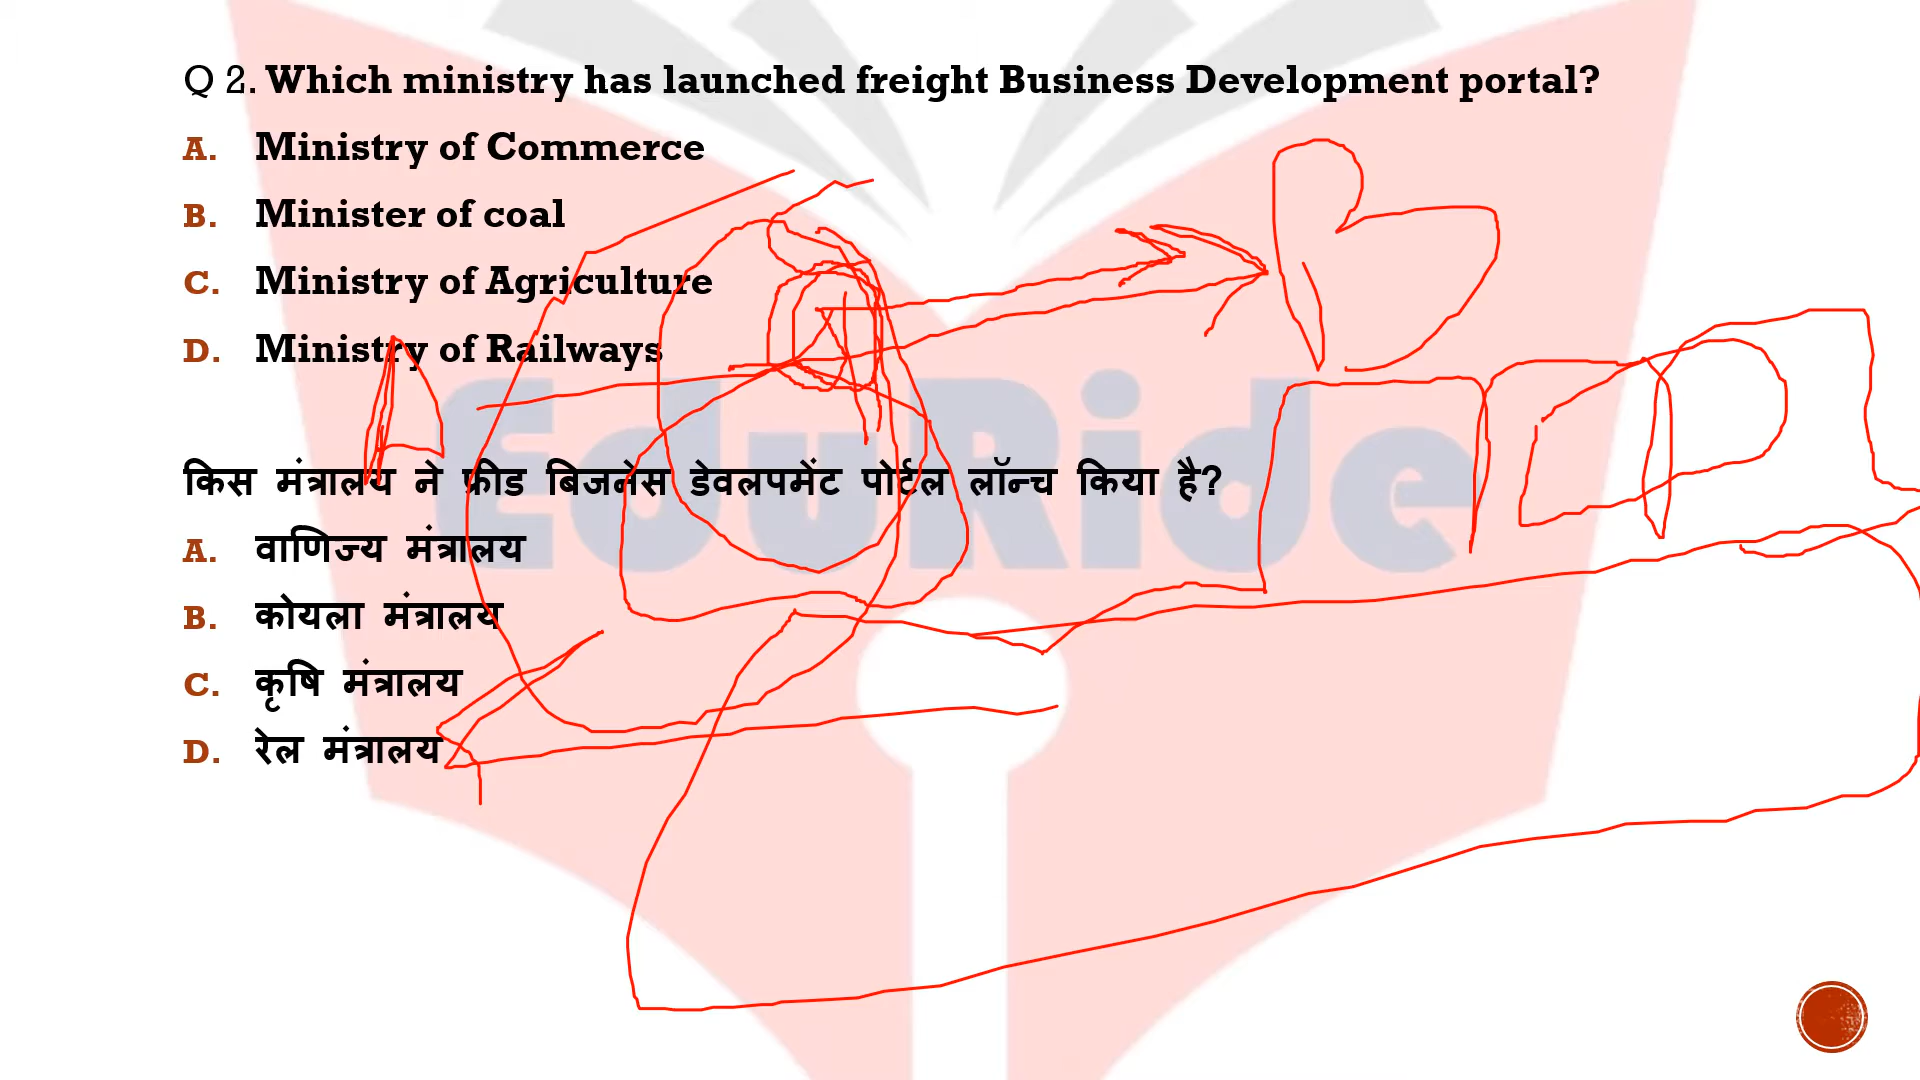 Q 2. Which ministry has launched freight Business Development portal?
A. Ministry of Commerce
B. Minister of coal
C. Ministry of Agriculture
D. Ministry of Railways
किस मंत्रालय ने फ्रीड बिजनेस डेवलपमेंट पोर्टल लॉन्च किया है?
A. वाणिज्य मंत्रालय
B. कोयला मंत्रालय
C. कृषि मंत्रालय
D. रेल मंत्रालय
EduRide